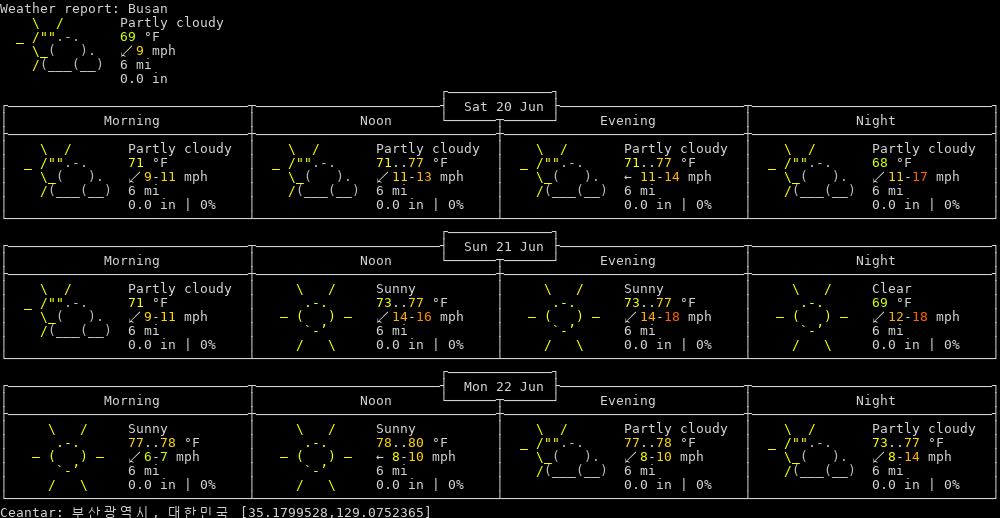 Weather report: Busan
Partly cloudy
69 °F
↙9 mph
6 mi
0.0 in
Sat 20 Jun
Morning Noon Evening Night
Partly cloudy Partly cloudy Partly cloudy Partly cloudy
71 °F 71..77 °F 71..77 °F 68 °F
↙9-11 mph ↙11-13 mph ← 11-14 mph ↙11-17 mph
6 mi 6 mi 6 mi 6 mi
0.0 in | 0% 0.0 in | 0% 0.0 in | 0% 0.0 in | 0%
Sun 21 Jun
Morning Noon Evening Night
Partly cloudy Sunny Sunny Clear
71 °F 73..77 °F 73..77 °F 69 °F
↙9-11 mph ↙14-16 mph ↙14-18 mph ↙12-18 mph
6 mi 6 mi 6 mi 6 mi
0.0 in | 0% 0.0 in | 0% 0.0 in | 0% 0.0 in | 0%
Mon 22 Jun
Morning Noon Evening Night
Sunny Sunny Partly cloudy Partly cloudy
77..78 °F 78..80 °F 77..78 °F 73..77 °F
↙6-7 mph ← 8-10 mph ↙8-10 mph ↙8-14 mph
6 mi 6 mi 6 mi 6 mi
0.0 in | 0% 0.0 in | 0% 0.0 in | 0% 0.0 in | 0%
Ceantar: 부산광역시, 대한민국 [35.1799528,129.0752365]